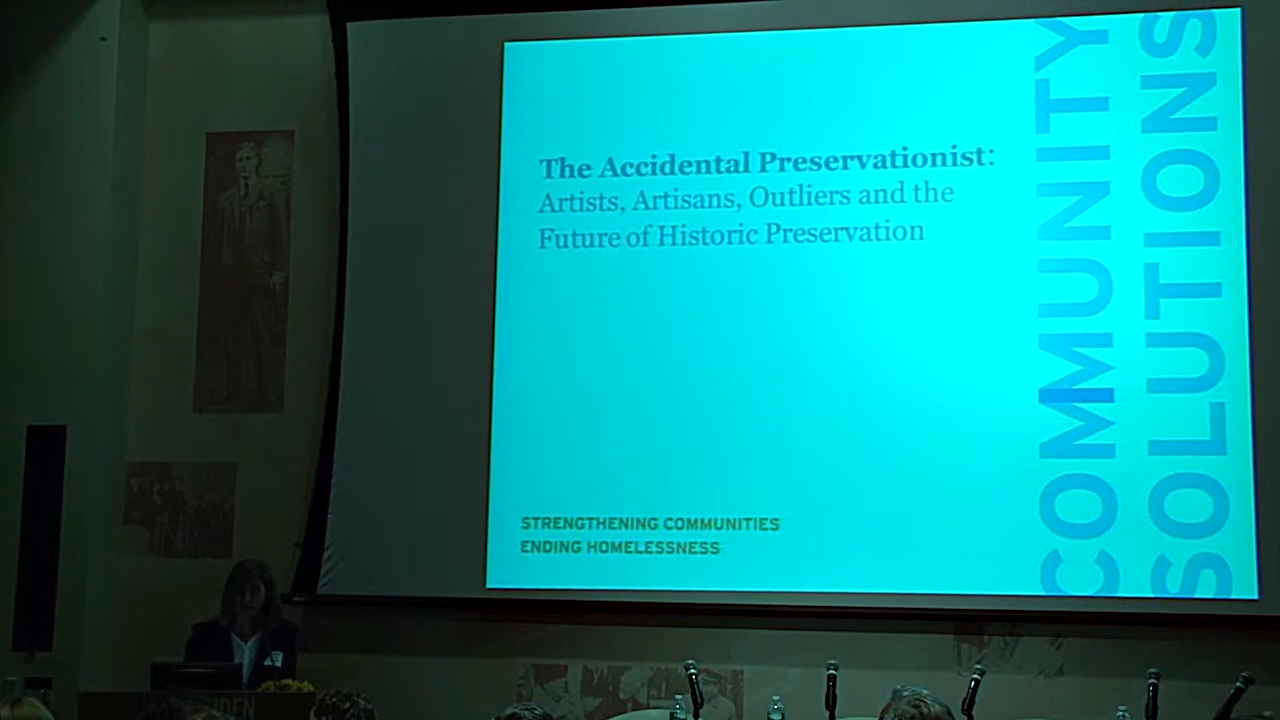 The Accidental Preservationist:
Artists, Artisans, Outliers and the
Future of Historic Preservation
STRENGTHENING COMMUNITIES
ENDING HOMELESSNESS
COMMUNITY
SOLUTIONS